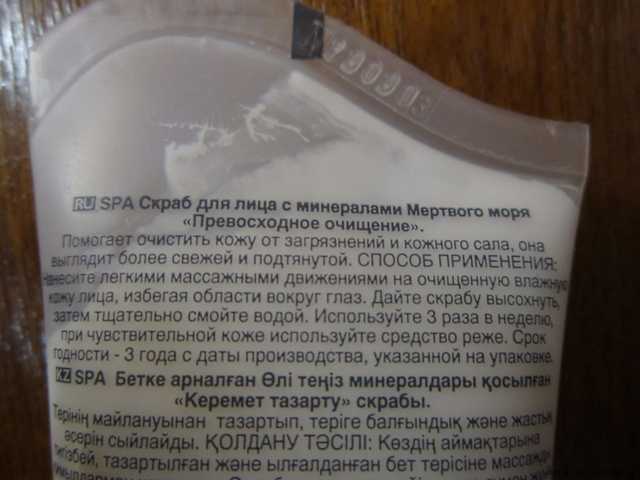 RU SPA Скраб для лица с минералами Мертвого моря
«Превосходное очищение».
Помогает очистить кожу от загрязнений и кожного сала, она
выглядит более свежей и подтянутой. СПОСОБ ПРИМЕНЕНИЯ:
Нанесите легкими массажными движениями на очищенную влажную
кожу лица, избегая области вокруг глаз. Дайте скрабу высохнуть,
затем тщательно смойте водой. Используйте 3 раза в неделю,
при чувствительной коже используйте средство реже. Срок
годности - 3 года с даты производства, указанной на упаковке.
KZ SPA Бетке арналған Өлі теңіз минералдары қосылған
«Керемет тазарту» скрабы.
Терінің майлануынан тазартып, теріге балғындық және жастық
әсерін сыйлайды. ҚОЛДАНУ ТӘСІЛІ: Көздің аймақтарына
тигізбей, тазартылған және ылғалданған бет терісіне массажд